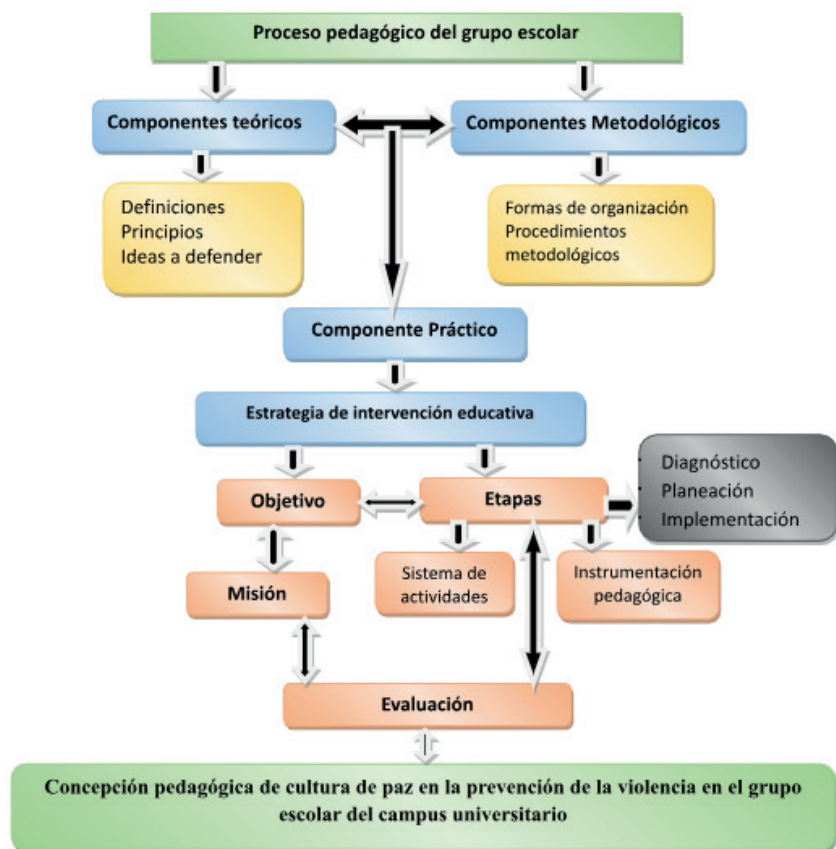 Proceso pedagógico del grupo escolar
Componentes teóricos
Componentes Metodológicos
Definiciones
Principios
Ideas a defender
Formas de organización
Procedimientos
metodológicos
Componente Práctico
Estrategia de intervención educativa
Objetivo
Etapas
· Diagnóstico
· Planeación
· Implementación
Misión
Sistema de
actividades
Instrumentación
pedagógica
Evaluación
Concepción pedagógica de cultura de paz en la prevención de la violencia en el grupo
escolar del campus universitario